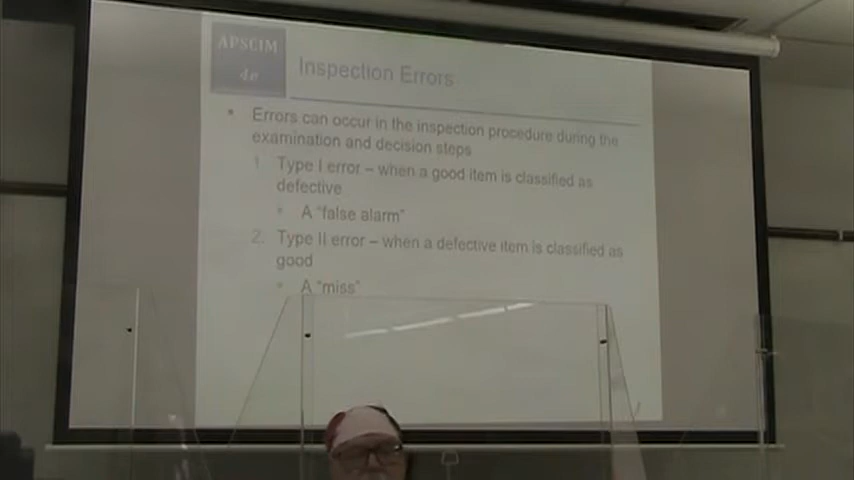 APSCIM
4e
Inspection Errors
• Errors can occur in the inspection procedure during the
examination and decision steps
1. Type I error – when a good item is classified as
defective
• A "false alarm"
2. Type II error – when a defective item is classified as
good
• A "miss"